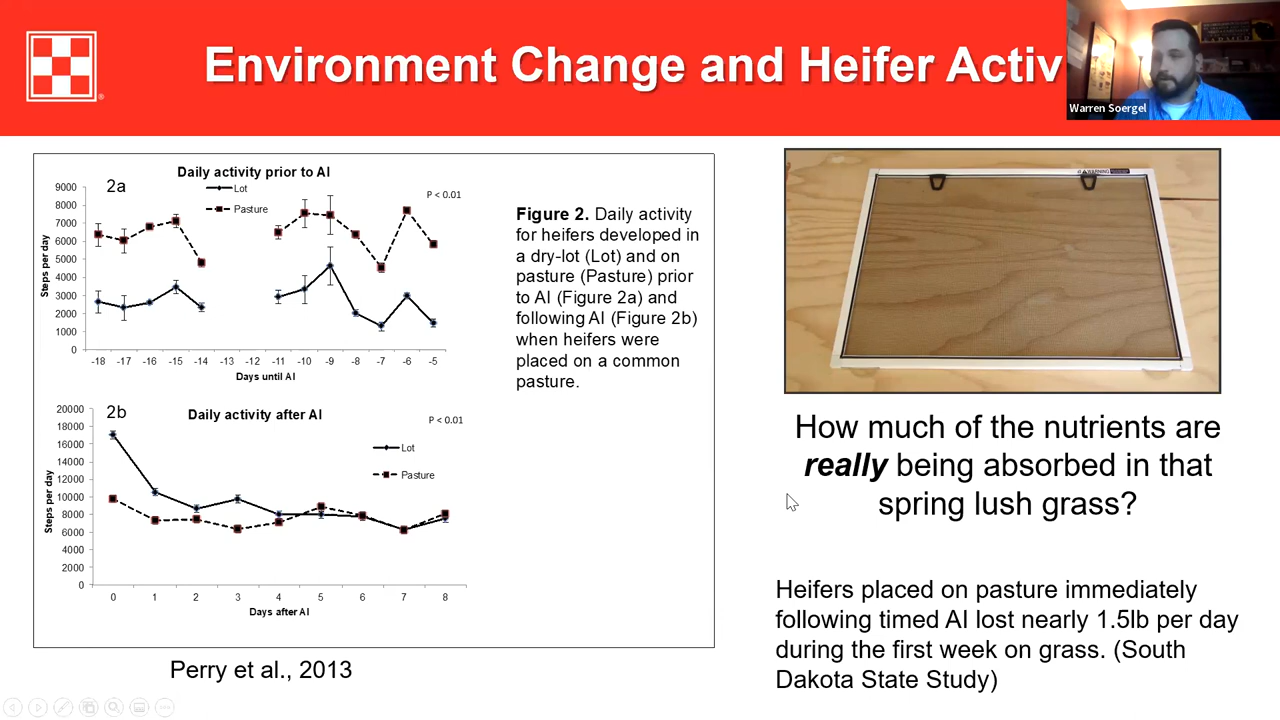 Environment Change and Heifer Activ
Warren Soergel
2a
Daily activity prior to AI
Lot
Pasture
P < 0.01
Steps per day
9000
8000
7000
6000
5000
4000
3000
2000
1000
0
-18 -17 -16 -15 -14 -13 -12 -11 -10 -9 -8 -7 -6 -5
Days until AI
2b
Daily activity after AI
P < 0.01
Lot
Pasture
Steps per day
20000
18000
16000
14000
12000
10000
8000
6000
4000
2000
0
0 1 2 3 4 5 6 7 8
Days after AI
Figure 2. Daily activity
for heifers developed in
a dry-lot (Lot) and on
pasture (Pasture) prior
to AI (Figure 2a) and
following AI (Figure 2b)
when heifers were
placed on a common
pasture.
Perry et al., 2013
WARNING
How much of the nutrients are
really being absorbed in that
spring lush grass?
Heifers placed on pasture immediately
following timed AI lost nearly 1.5lb per day
during the first week on grass. (South
Dakota State Study)